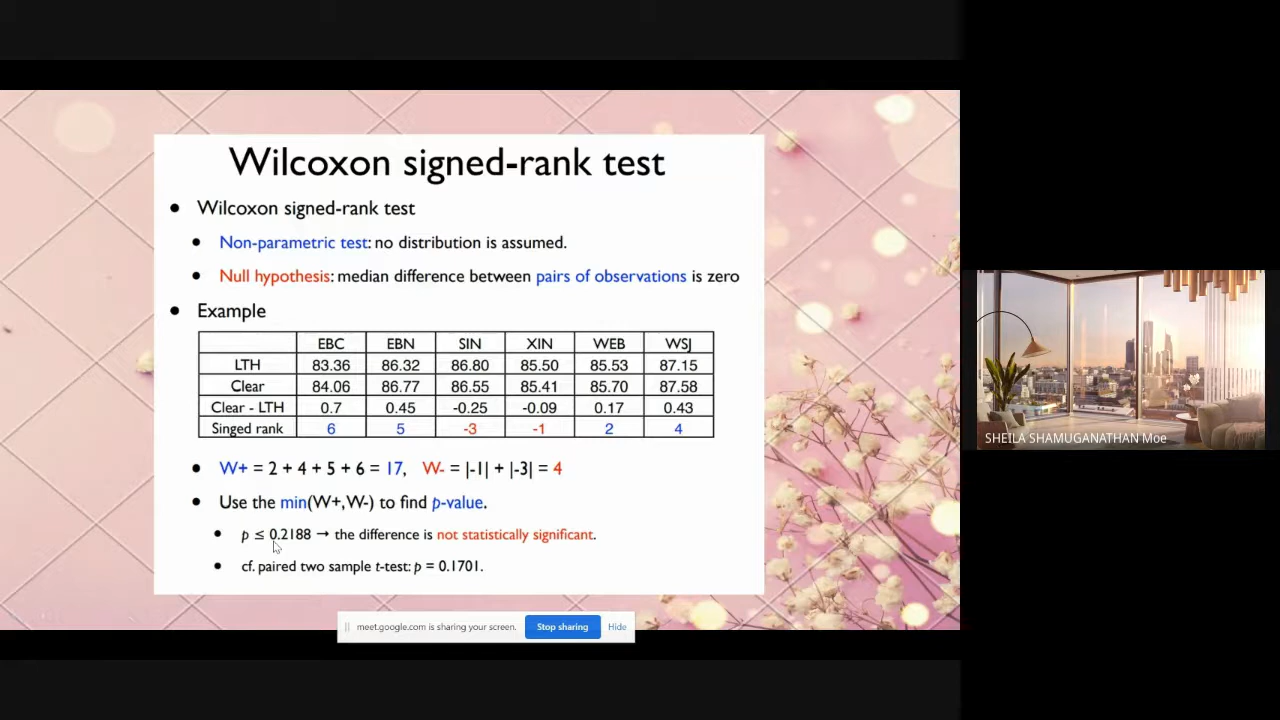 Wilcoxon signed-rank test
• Wilcoxon signed-rank test
• Non-parametric test: no distribution is assumed.
• Null hypothesis: median difference between pairs of observations is zero
• Example
EBC EBN SIN XIN WEB WSJ
LTH 83.36 86.32 86.80 85.50 85.53 87.15
Clear 84.06 86.77 86.55 85.41 85.70 87.58
Clear - LTH 0.7 0.45 -0.25 -0.09 0.17 0.43
Singed rank 6 5 -3 -1 2 4
• W+ = 2 + 4 + 5 + 6 = 17, W- = |-1| + |-3| = 4
• Use the min(W+,W-) to find p-value.
• p ≤ 0.2188 → the difference is not statistically significant.
• cf. paired two sample t-test: p = 0.1701.
meet.google.com is sharing your screen. Stop sharing Hide
SHEILA SHAMUGANATHAN Moe